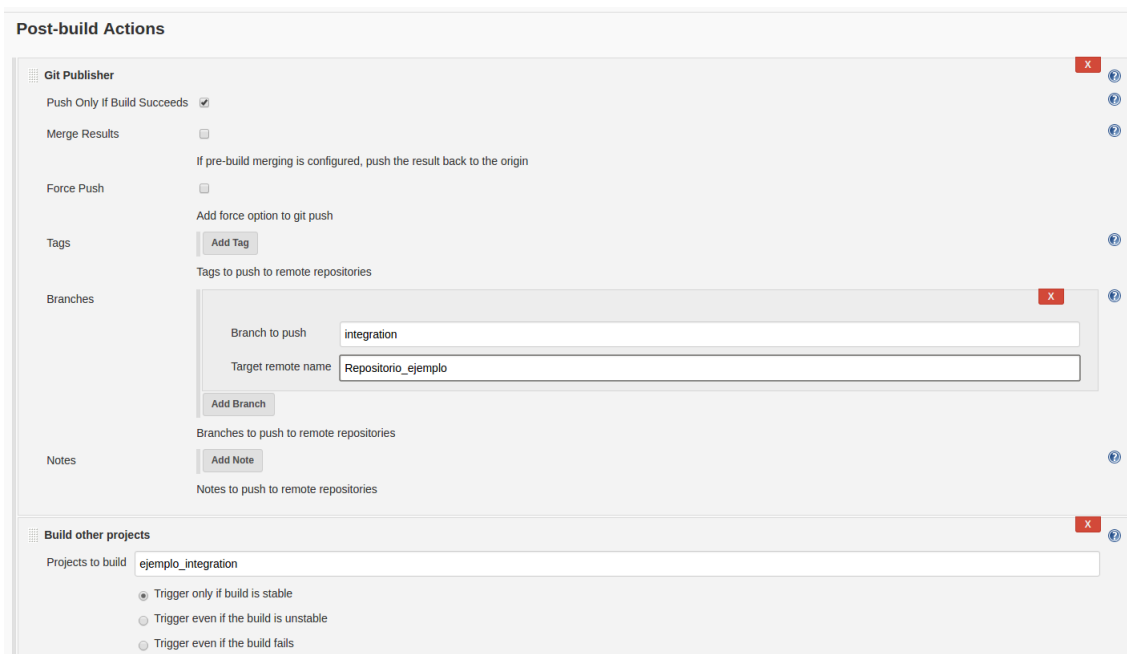 Post-build Actions
X
Git Publisher
Push Only If Build Succeeds
Merge Results
If pre-build merging is configured, push the result back to the origin
Force Push
Add force option to git push
Tags
Add Tag
Tags to push to remote repositories
Branches
X
Branch to push
integration
Target remote name
Repositorio_ejemplo
Add Branch
Branches to push to remote repositories
Notes
Add Note
Notes to push to remote repositories
X
Build other projects
Projects to build
ejemplo_integration
Trigger only if build is stable
Trigger even if the build is unstable
Trigger even if the build fails